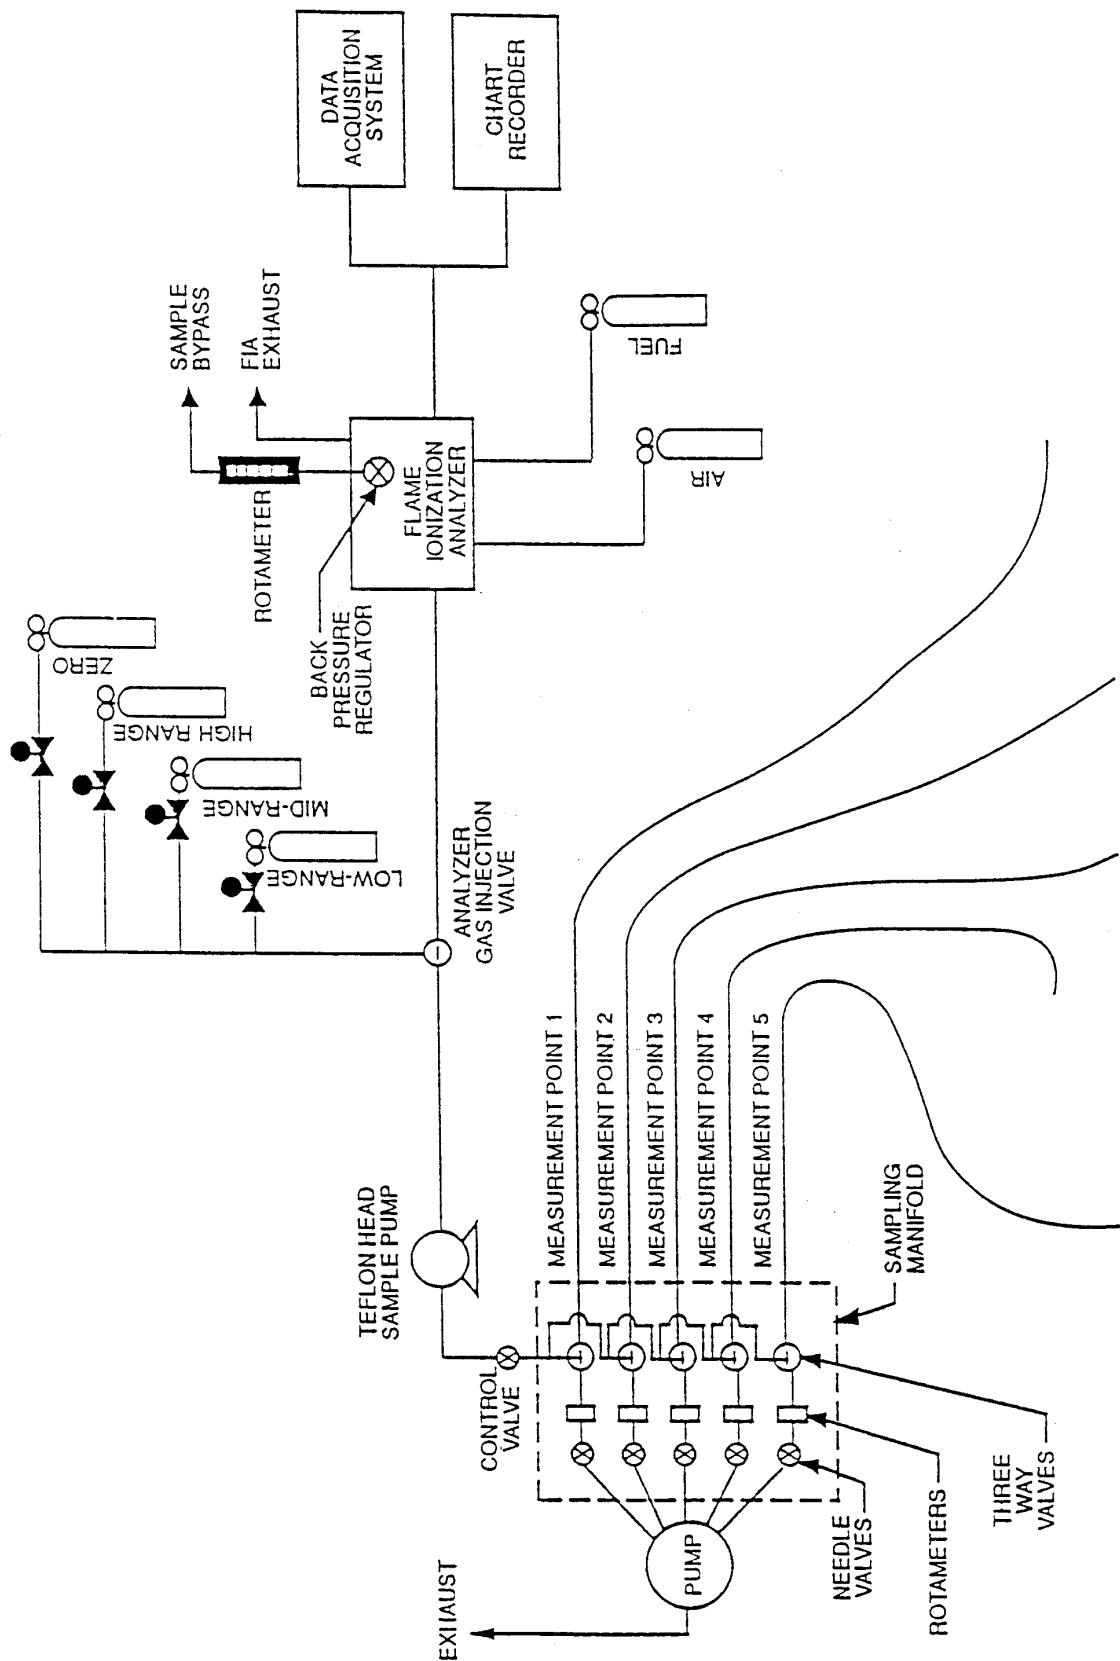 EXHAUST
PUMP
NEEDLE
VALVES
ROTAMETERS
THREE
WAY
VALVES
SAMPLING
MANIFOLD
CONTROL
VALVE
TEFLON HEAD
SAMPLE PUMP
MEASUREMENT POINT 1
MEASUREMENT POINT 2
MEASUREMENT POINT 3
MEASUREMENT POINT 4
MEASUREMENT POINT 5
ANALYZER
GAS INJECTION
VALVE
LOW-RANGE
MID-RANGE
HIGH RANGE
ZERO
BACK
PRESSURE
REGULATOR
ROTAMETER
FLAME
IONIZATION
ANALYZER
SAMPLE
BYPASS
FIA
EXHAUST
AIR
FUEL
DATA
ACQUISITION
SYSTEM
CHART
RECORDER